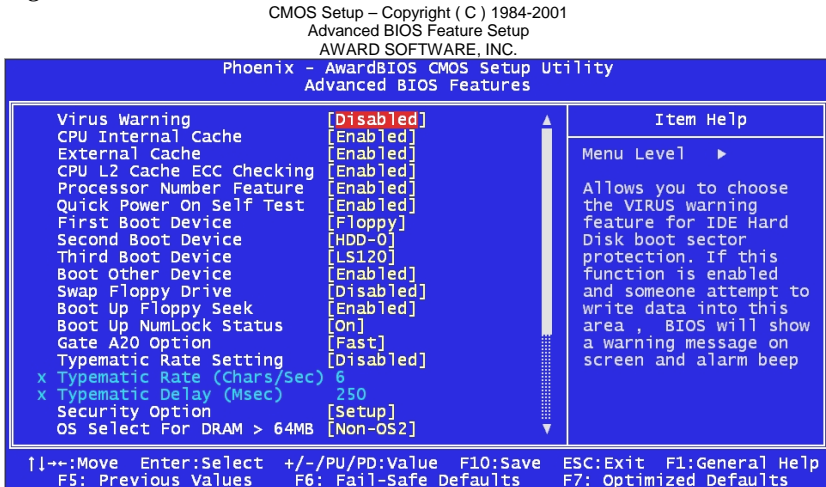 CMOS Setup – Copyright ( C ) 1984-2001
Advanced BIOS Feature Setup
AWARD SOFTWARE, INC.
Phoenix - AwardBIOS CMOS Setup Utility
Advanced BIOS Features
Virus Warning [Disabled]
CPU Internal Cache [Enabled]
External Cache [Enabled]
CPU L2 Cache ECC Checking [Enabled]
Processor Number Feature [Enabled]
Quick Power On Self Test [Enabled]
First Boot Device [Floppy]
Second Boot Device [HDD-0]
Third Boot Device [LS120]
Boot Other Device [Enabled]
Swap Floppy Drive [Disabled]
Boot Up Floppy Seek [Enabled]
Boot Up NumLock Status [On]
Gate A20 Option [Fast]
Typematic Rate Setting [Disabled]
x Typematic Rate (Chars/Sec) 6
x Typematic Delay (Msec) 250
Security Option [Setup]
OS Select For DRAM > 64MB [Non-OS2]
Item Help
Menu Level ►
Allows you to choose
the VIRUS warning
feature for IDE Hard
Disk boot sector
protection. If this
function is enabled
and someone attempt to
write data into this
area , BIOS will show
a warning message on
screen and alarm beep
↑↓→←:Move Enter:Select +/-/PU/PD:Value F10:Save ESC:Exit F1:General Help
F5: Previous Values F6: Fail-Safe Defaults F7: Optimized Defaults